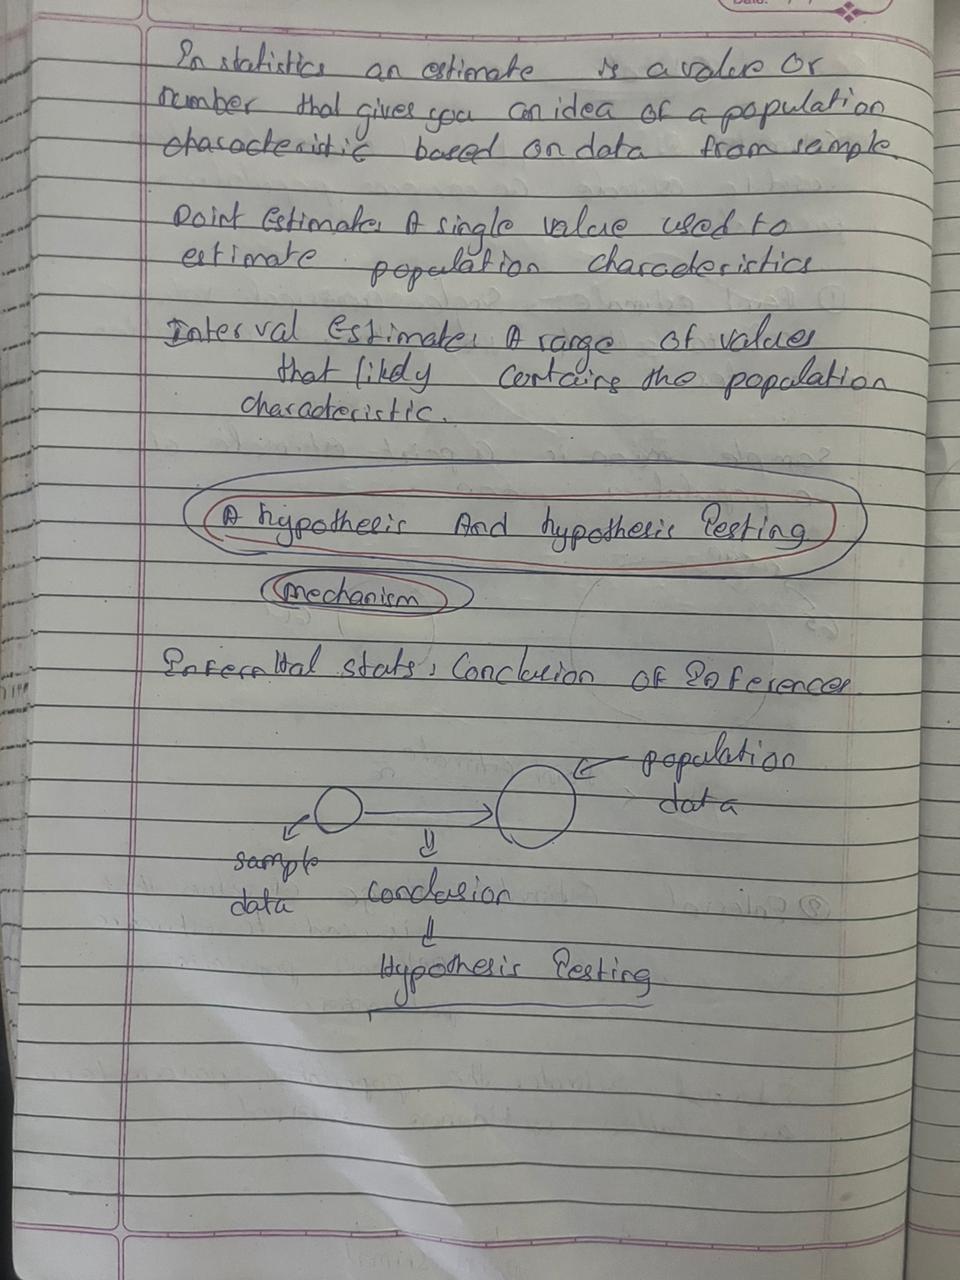 In statistics an estimate is a value or
number that gives you an idea of a population
characteristic based on data from sample.
Point Estimate: A single value used to
estimate population characteristics
Interval Estimate: A range of values
that likely contains the population
characteristic.
A hypothesis And hypothesis Testing
Mechanism
Inferential stats: Conclusion of Inferences
population
data
sample
data
Conclusion
Hypothesis Testing